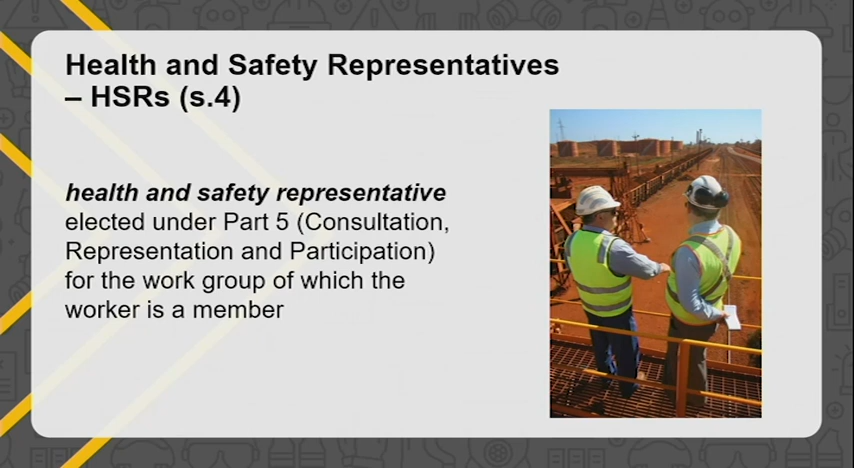 Health and Safety Representatives
– HSRs (s.4)
health and safety representative
elected under Part 5 (Consultation,
Representation and Participation)
for the work group of which the
worker is a member